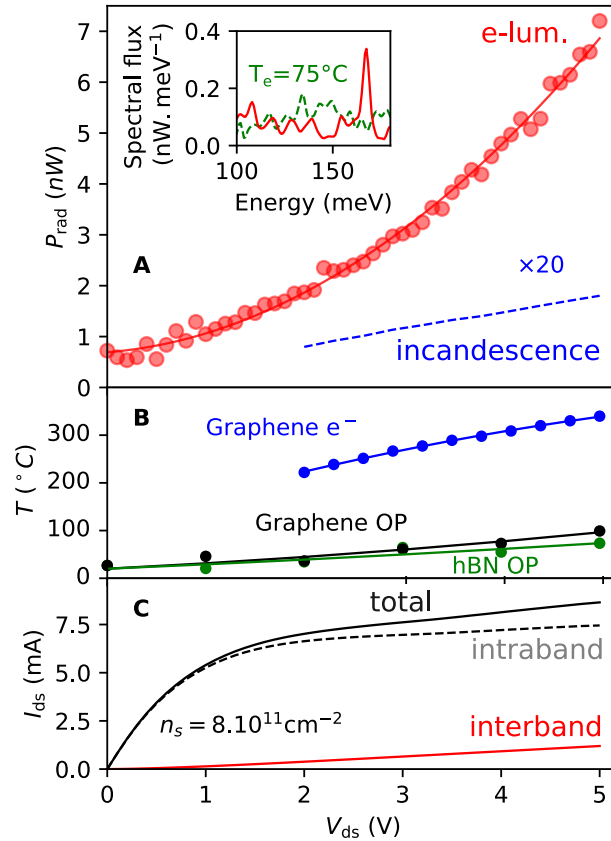 e-lum.
Spectral flux
(nW. meV⁻¹)
0.4
0.2
0.0
Tₑ=75°C
100
150
Energy (meV)
7
6
5
4
3
2
1
0
P_rad (nW)
A
×20
incandescence
B
Graphene e⁻
Graphene OP
hBN OP
300
200
100
0
T (°C)
C
total
intraband
nₛ = 8.10¹¹cm⁻²
interband
7.5
5.0
2.5
0.0
I_ds (mA)
0
1
2
3
4
5
V_ds (V)